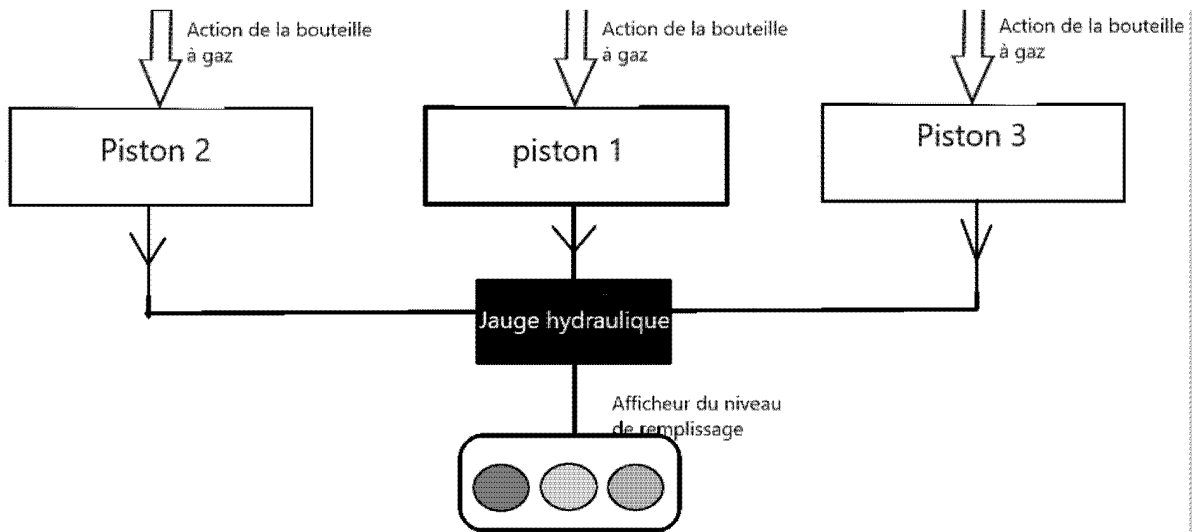 Action de la bouteille
à gaz
Action de la bouteille
à gaz
Action de la bouteille
à gaz
Piston 2
piston 1
Piston 3
Jauge hydraulique
Afficheur du niveau
de remplissage